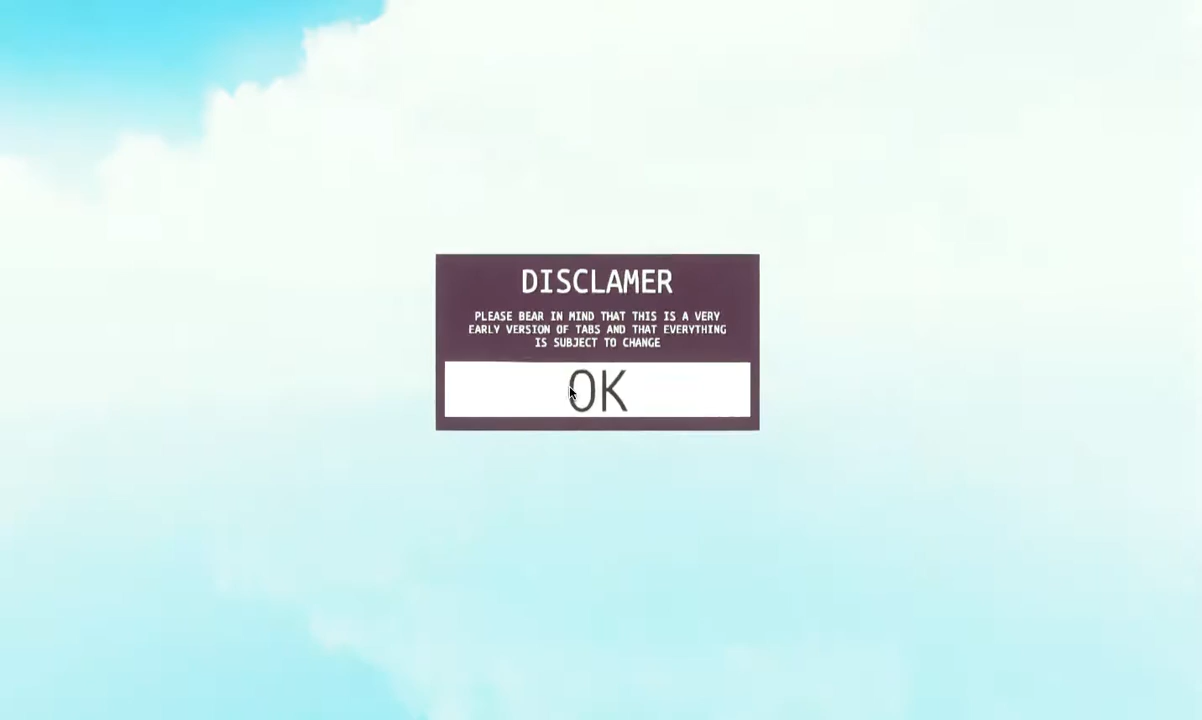 DISCLAMER
PLEASE BEAR IN MIND THAT THIS IS A VERY
EARLY VERSION OF TABS AND THAT EVERYTHING
IS SUBJECT TO CHANGE
OK